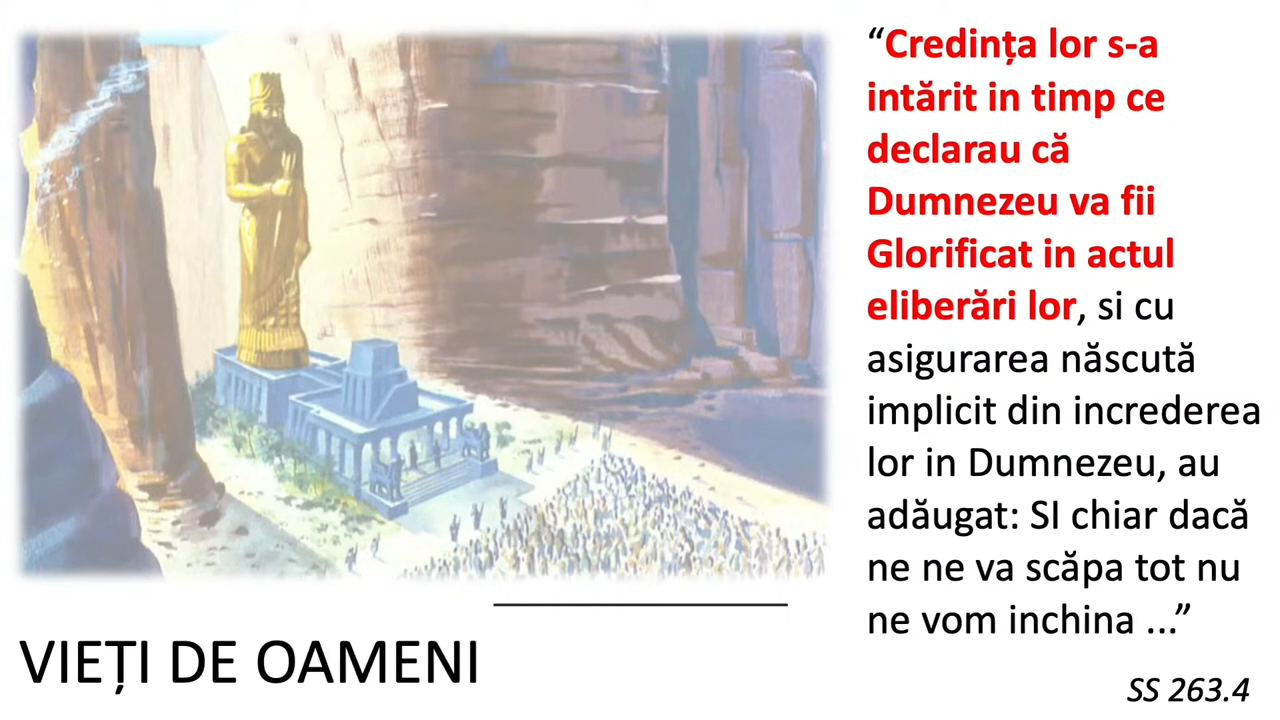 “Credința lor s-a
intărit in timp ce
declarau că
Dumnezeu va fii
Glorificat in actul
eliberări lor, si cu
asigurarea născută
implicit din increderea
lor in Dumnezeu, au
adăugat: SI chiar dacă
ne ne va scăpa tot nu
ne vom inchina ...”
SS 263.4
VIEȚI DE OAMENI